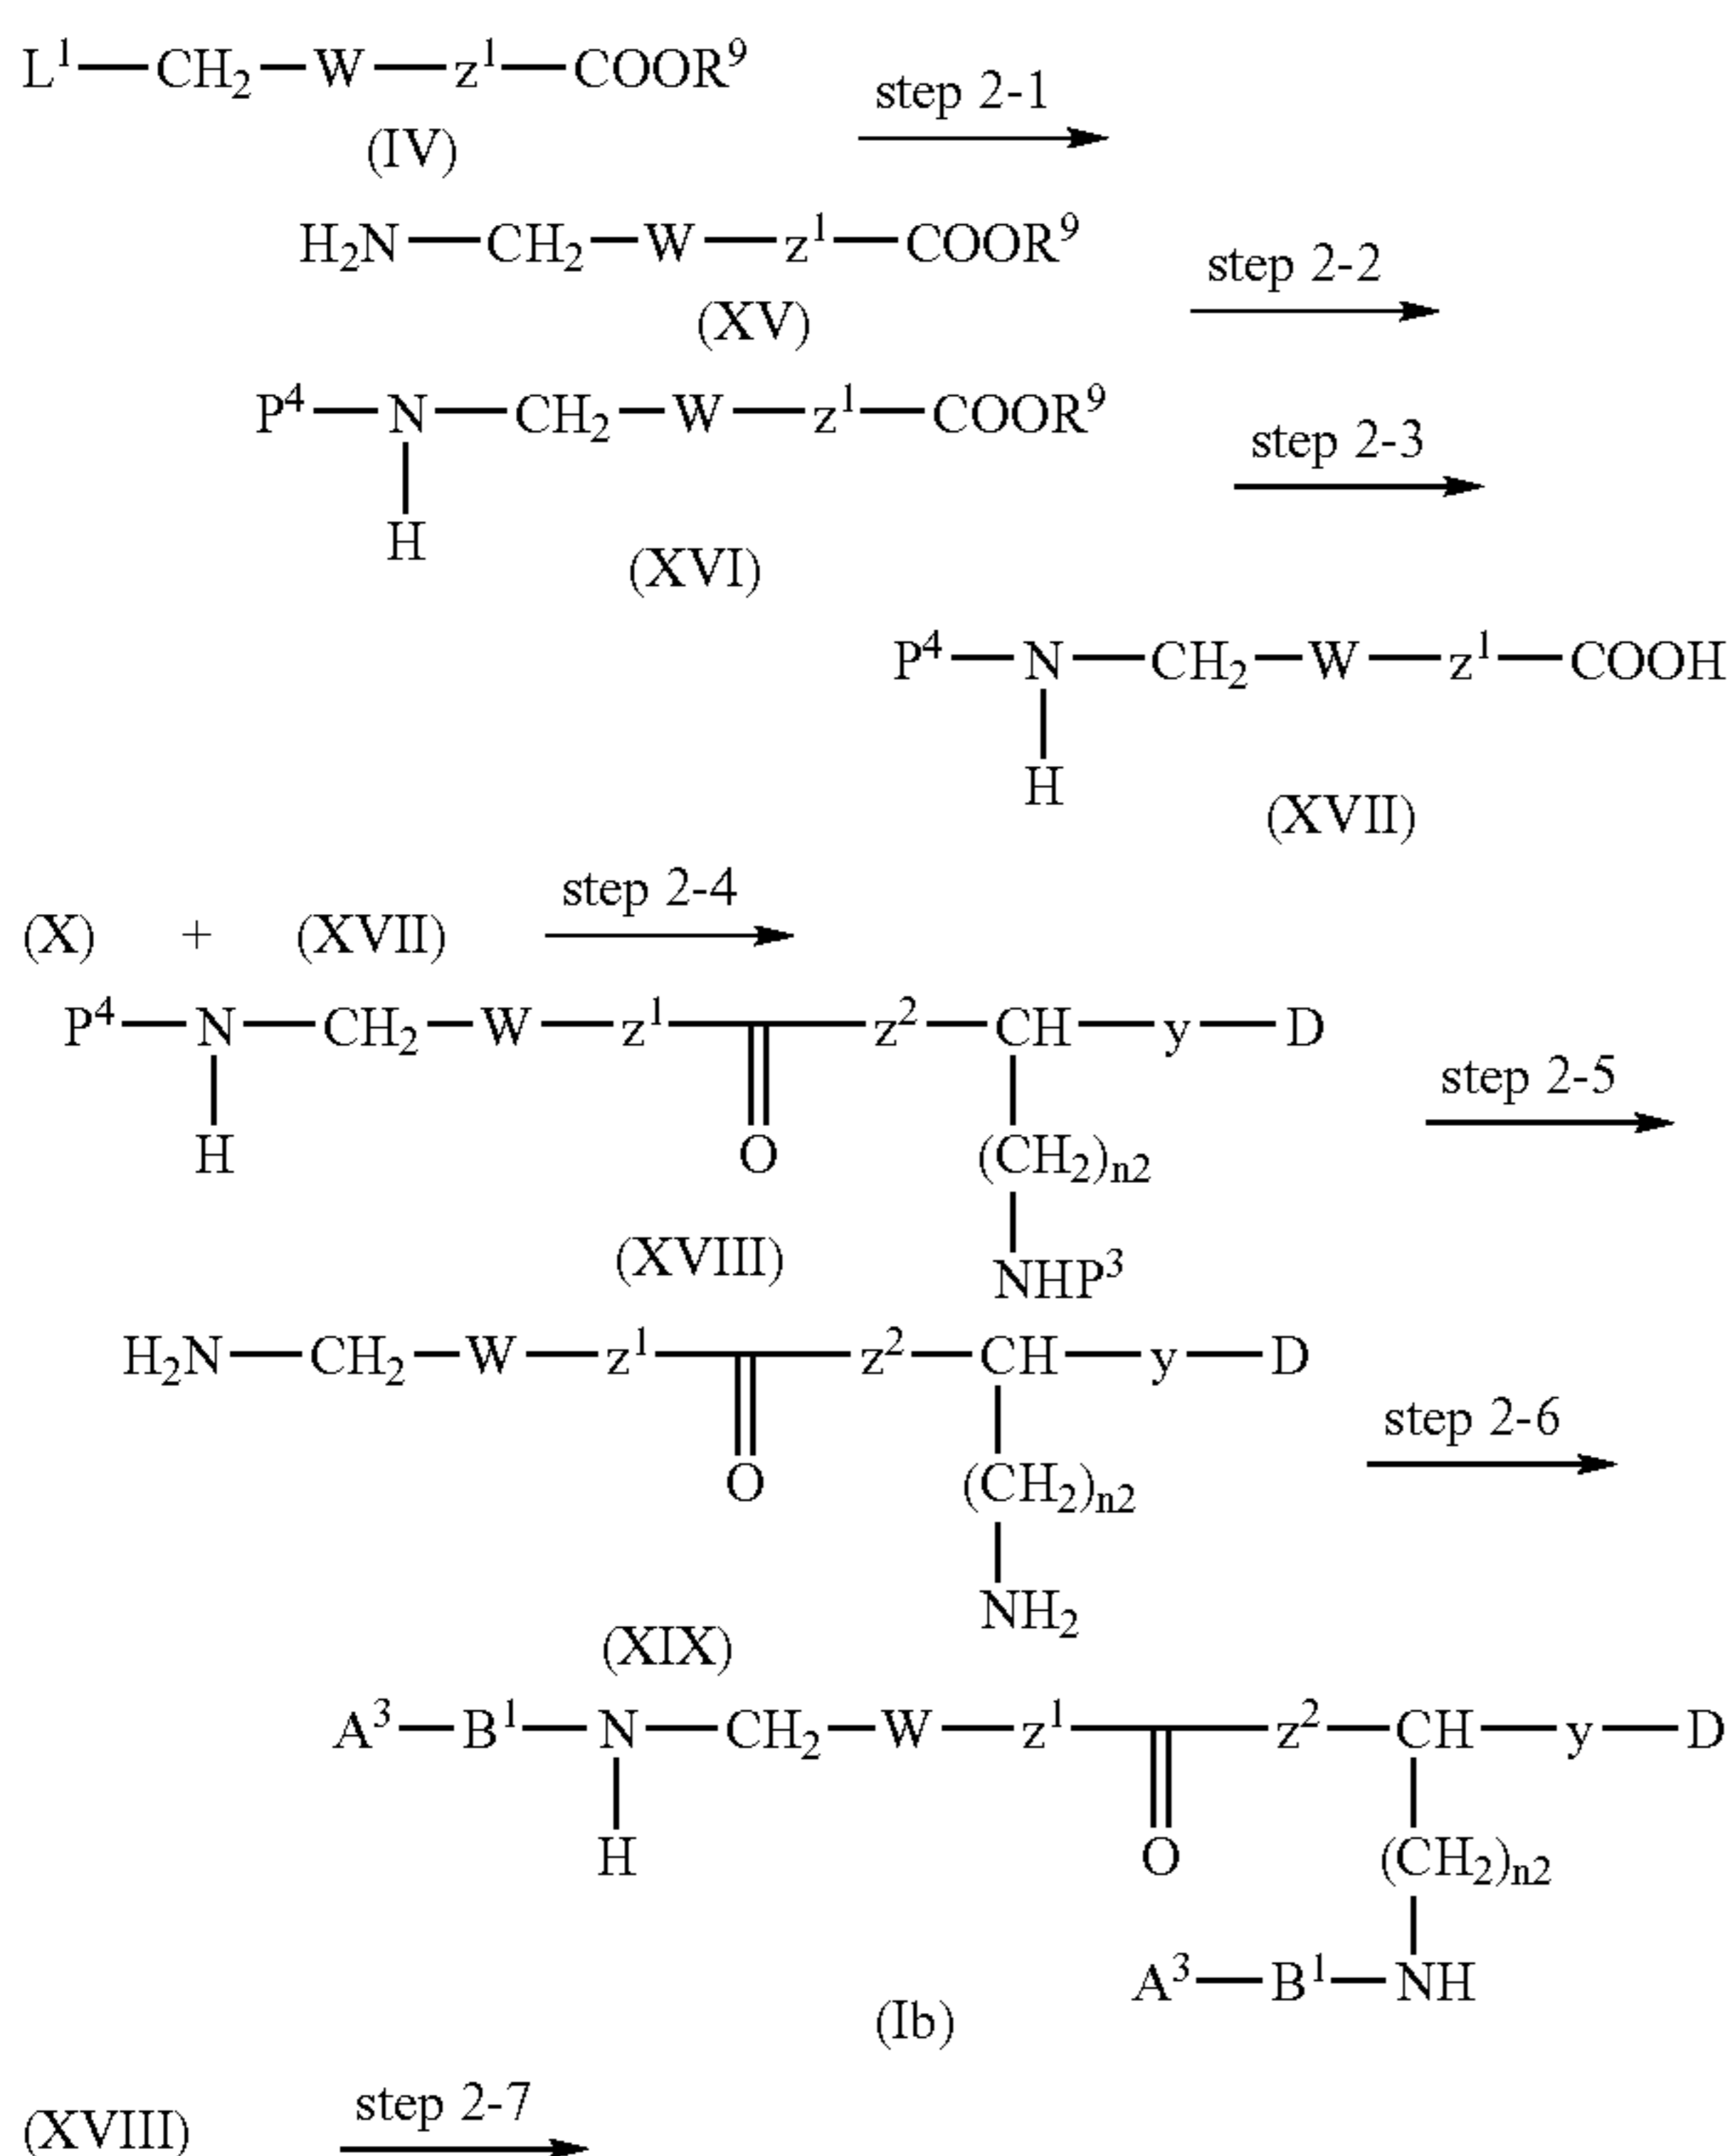 L¹—CH₂—W—z¹—COOR⁹
(IV)
step 2-1
H₂N—CH₂—W—z¹—COOR⁹
(XV)
step 2-2
P⁴—N—CH₂—W—z¹—COOR⁹
H
(XVI)
step 2-3
P⁴—N—CH₂—W—z¹—COOH
H
(XVII)
(X) + (XVII)
step 2-4
P⁴—N—CH₂—W—z¹ z²—CH—y—D
H O (CH₂)ₙ₂
NHP³
(XVIII)
step 2-5
H₂N—CH₂—W—z¹ z²—CH—y—D
O (CH₂)ₙ₂
NH₂
(XIX)
step 2-6
A³—B¹—N—CH₂—W—z¹ z²—CH—y—D
H O (CH₂)ₙ₂
A³—B¹—NH
(Ib)
(XVIII)
step 2-7